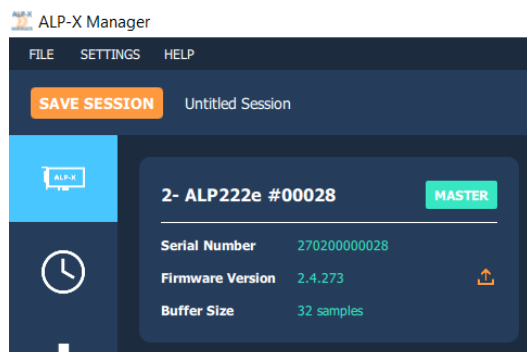 ALP-X Manager
FILE SETTINGS HELP
SAVE SESSION Untitled Session
ALP-X
2- ALP222e #00028 MASTER
Serial Number 270200000028
Firmware Version 2.4.273
Buffer Size 32 samples